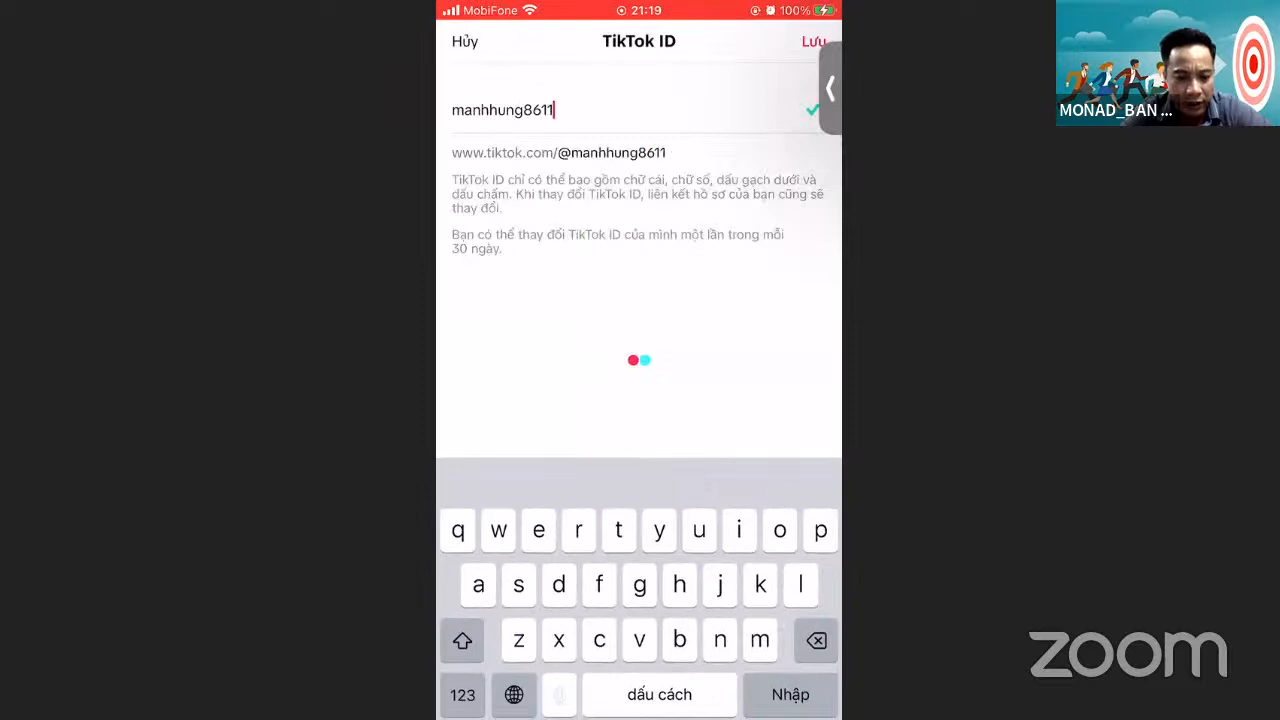 MobiFone 21:19 100%
Hủy TikTok ID Lưu
manhhung8611
www.tiktok.com/@manhhung8611
TikTok ID chỉ có thể bao gồm chữ cái, chữ số, dấu gạch dưới và
dấu chấm. Khi thay đổi TikTok ID, liên kết hồ sơ của bạn cũng sẽ
thay đổi.
Bạn có thể thay đổi TikTok ID của mình một lần trong mỗi
30 ngày.
q w e r t y u i o p
a s d f g h j k l
z x c v b n m
123 dấu cách Nhập
MONAD_BAN ...
zoom